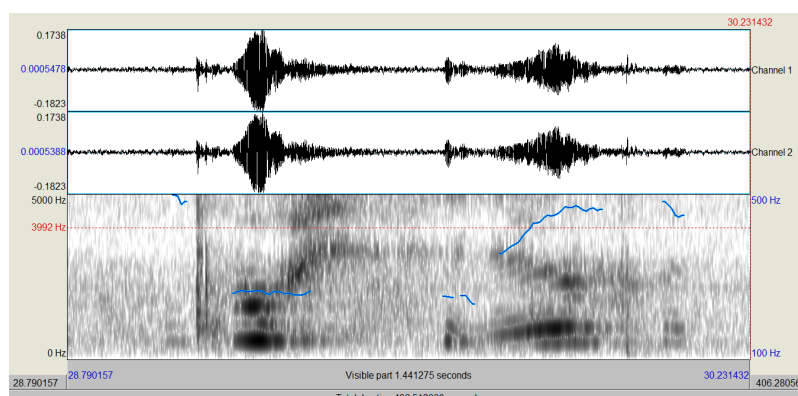 30.231432
0.1738
0.0005478
Channel 1
-0.1823
0.1738
0.0005388
Channel 2
-0.1823
5000 Hz
500 Hz
3992 Hz
0 Hz
100 Hz
28.790157
Visible part 1.441275 seconds
30.231432
28.790157
406.28056